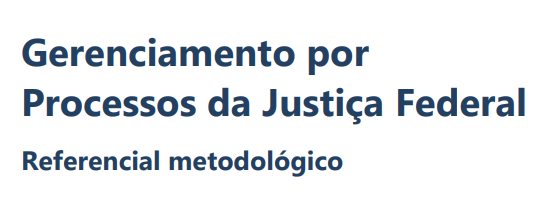 Gerenciamento por
Processos da Justiça Federal
Referencial metodológico